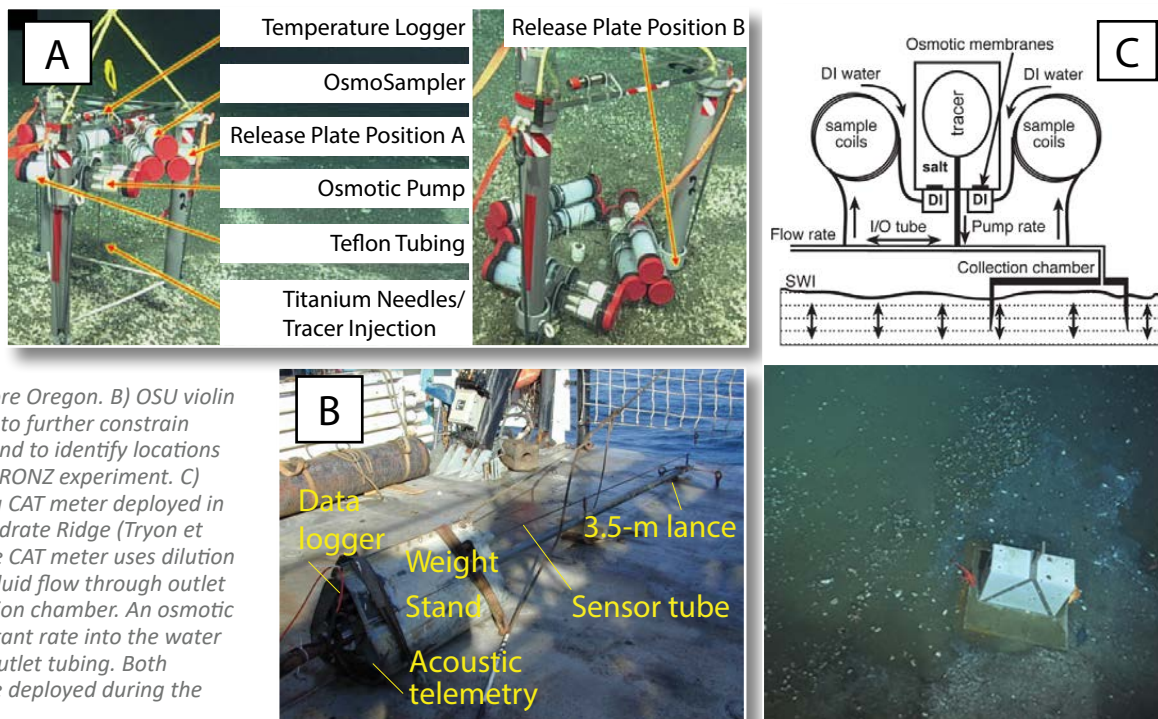 A
Temperature Logger
OsmoSampler
Release Plate Position A
Osmotic Pump
Teflon Tubing
Titanium Needles/
Tracer Injection
Release Plate Position B
C
Osmotic membranes
DI water
DI water
sample
coils
tracer
sample
coils
salt
DI
DI
Flow rate
I/O tube
Pump rate
Collection chamber
SWI
ore Oregon. B) OSU violin
to further constrain
nd to identify locations
RONZ experiment. C)
CAT meter deployed in
drate Ridge (Tryon et
e CAT meter uses dilution
luid flow through outlet
ion chamber. An osmotic
tant rate into the water
utlet tubing. Both
e deployed during the
B
Data
logger
Weight
Stand
Acoustic
telemetry
3.5-m lance
Sensor tube